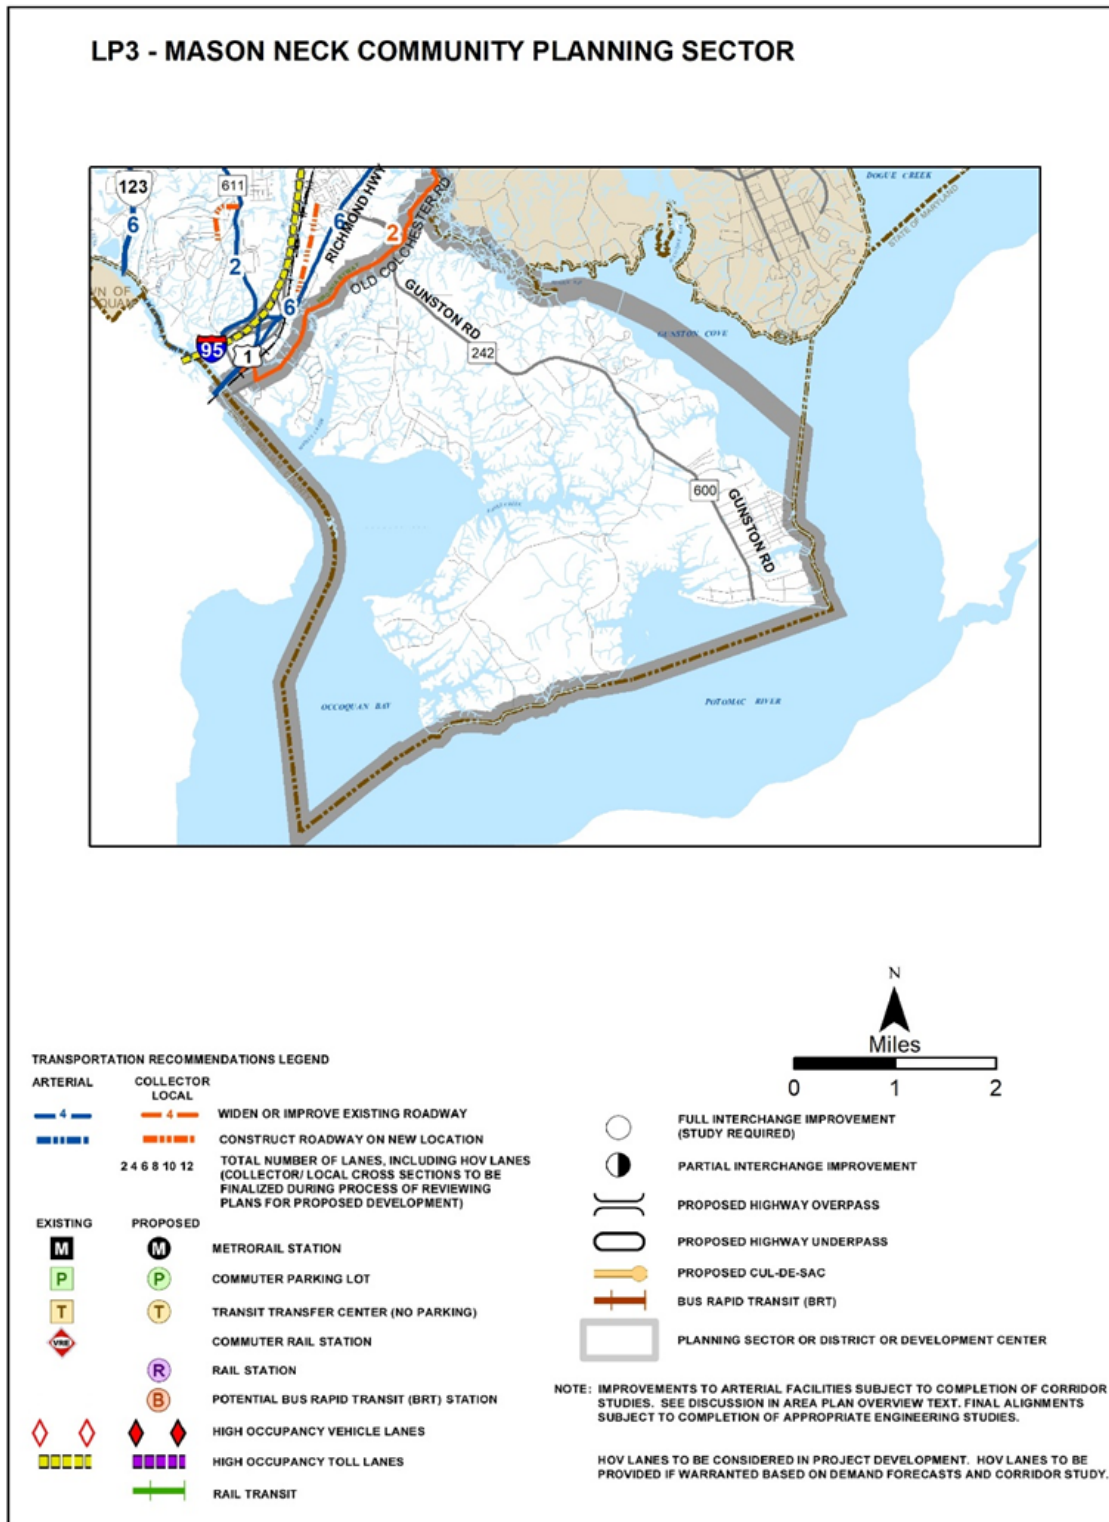 LP3 - MASON NECK COMMUNITY PLANNING SECTOR
DOGUE CREEK
123
611
RICHMOND HWY
6
6
2
OLD COLCHESTER RD
STATE OF MARYLAND
2
GUNSTON RD
6
95
1
242
GUNSTON COVE
600
GUNSTON RD
OCCOQUAN BAY
POTOMAC RIVER
N
Miles
0 1 2
TRANSPORTATION RECOMMENDATIONS LEGEND
ARTERIAL
COLLECTOR
LOCAL
4 4 WIDEN OR IMPROVE EXISTING ROADWAY
CONSTRUCT ROADWAY ON NEW LOCATION
2 4 6 8 10 12 TOTAL NUMBER OF LANES, INCLUDING HOV LANES
(COLLECTOR/ LOCAL CROSS SECTIONS TO BE
FINALIZED DURING PROCESS OF REVIEWING
PLANS FOR PROPOSED DEVELOPMENT)
EXISTING PROPOSED
M M METRORAIL STATION
P P COMMUTER PARKING LOT
T T TRANSIT TRANSFER CENTER (NO PARKING)
VRE COMMUTER RAIL STATION
R RAIL STATION
B POTENTIAL BUS RAPID TRANSIT (BRT) STATION
HIGH OCCUPANCY VEHICLE LANES
HIGH OCCUPANCY TOLL LANES
RAIL TRANSIT
FULL INTERCHANGE IMPROVEMENT
(STUDY REQUIRED)
PARTIAL INTERCHANGE IMPROVEMENT
PROPOSED HIGHWAY OVERPASS
PROPOSED HIGHWAY UNDERPASS
PROPOSED CUL-DE-SAC
BUS RAPID TRANSIT (BRT)
PLANNING SECTOR OR DISTRICT OR DEVELOPMENT CENTER
NOTE: IMPROVEMENTS TO ARTERIAL FACILITIES SUBJECT TO COMPLETION OF CORRIDOR
STUDIES. SEE DISCUSSION IN AREA PLAN OVERVIEW TEXT. FINAL ALIGNMENTS
SUBJECT TO COMPLETION OF APPROPRIATE ENGINEERING STUDIES.
HOV LANES TO BE CONSIDERED IN PROJECT DEVELOPMENT. HOV LANES TO BE
PROVIDED IF WARRANTED BASED ON DEMAND FORECASTS AND CORRIDOR STUDY.